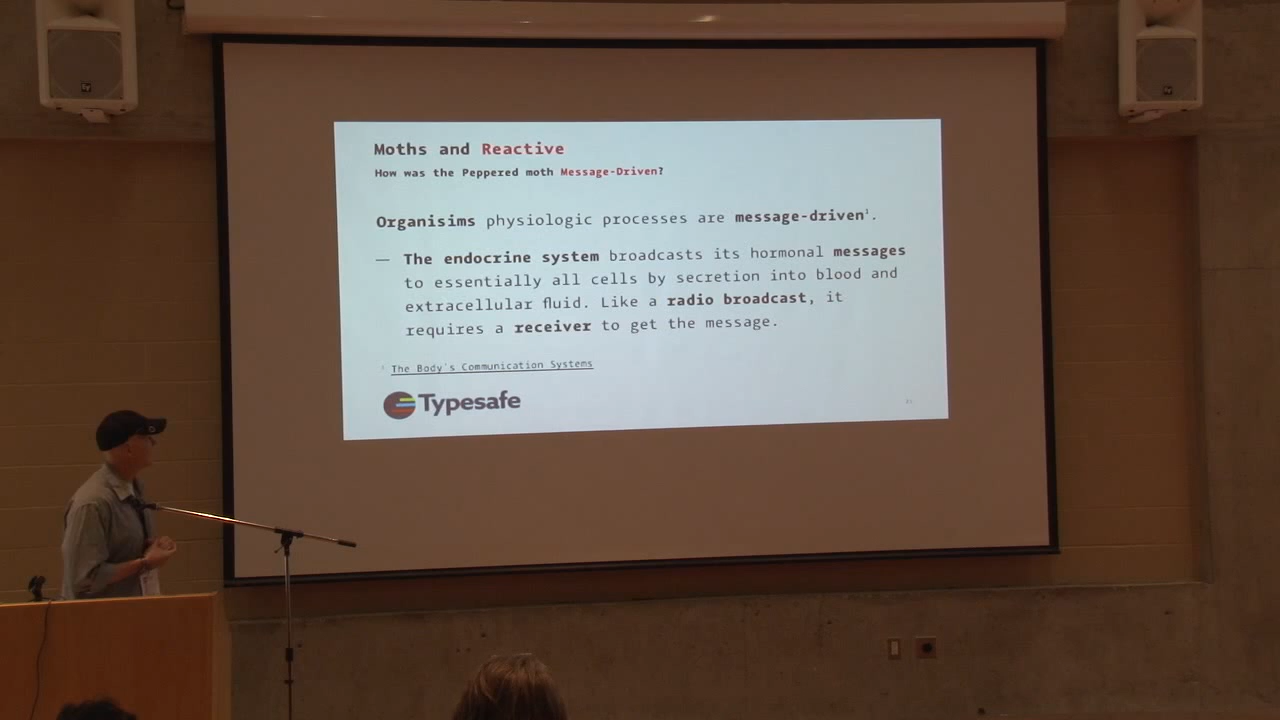 Moths and Reactive
How was the Peppered moth Message-Driven?
Organisims physiologic processes are message-driven¹.
— The endocrine system broadcasts its hormonal messages
to essentially all cells by secretion into blood and
extracellular fluid. Like a radio broadcast, it
requires a receiver to get the message.
¹ The Body's Communication Systems
Typesafe